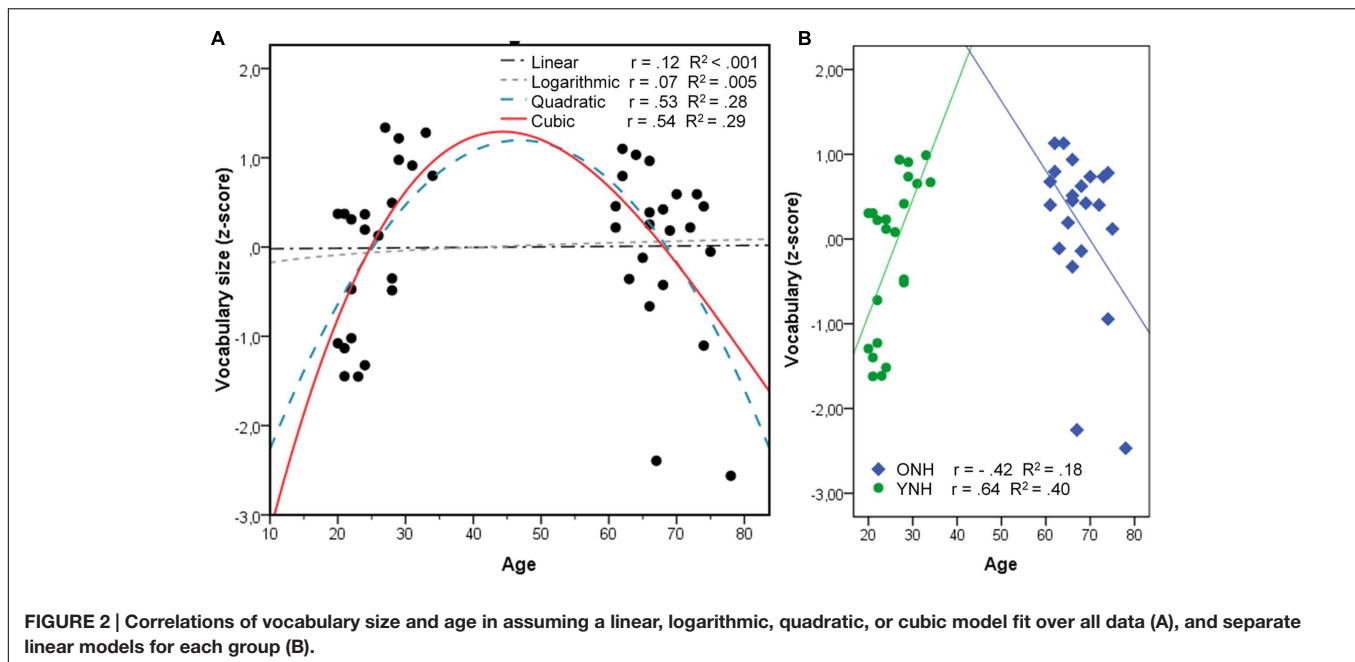 A
Vocabulary size (z-score)
2,0
1,0
,0
-1,0
-2,0
-3,0
10 20 30 40 50 60 70 80
Age
Linear r = .12 R² < .001
Logarithmic r = .07 R² = .005
Quadratic r = .53 R² = .28
Cubic r = .54 R² = .29
B
Vocabulary (z-score)
2,00
1,00
,00
-1,00
-2,00
-3,00
20 30 40 50 60 70 80
Age
ONH r = - .42 R² = .18
YNH r = .64 R² = .40
FIGURE 2 | Correlations of vocabulary size and age in assuming a linear, logarithmic, quadratic, or cubic model fit over all data (A), and separate
linear models for each group (B).